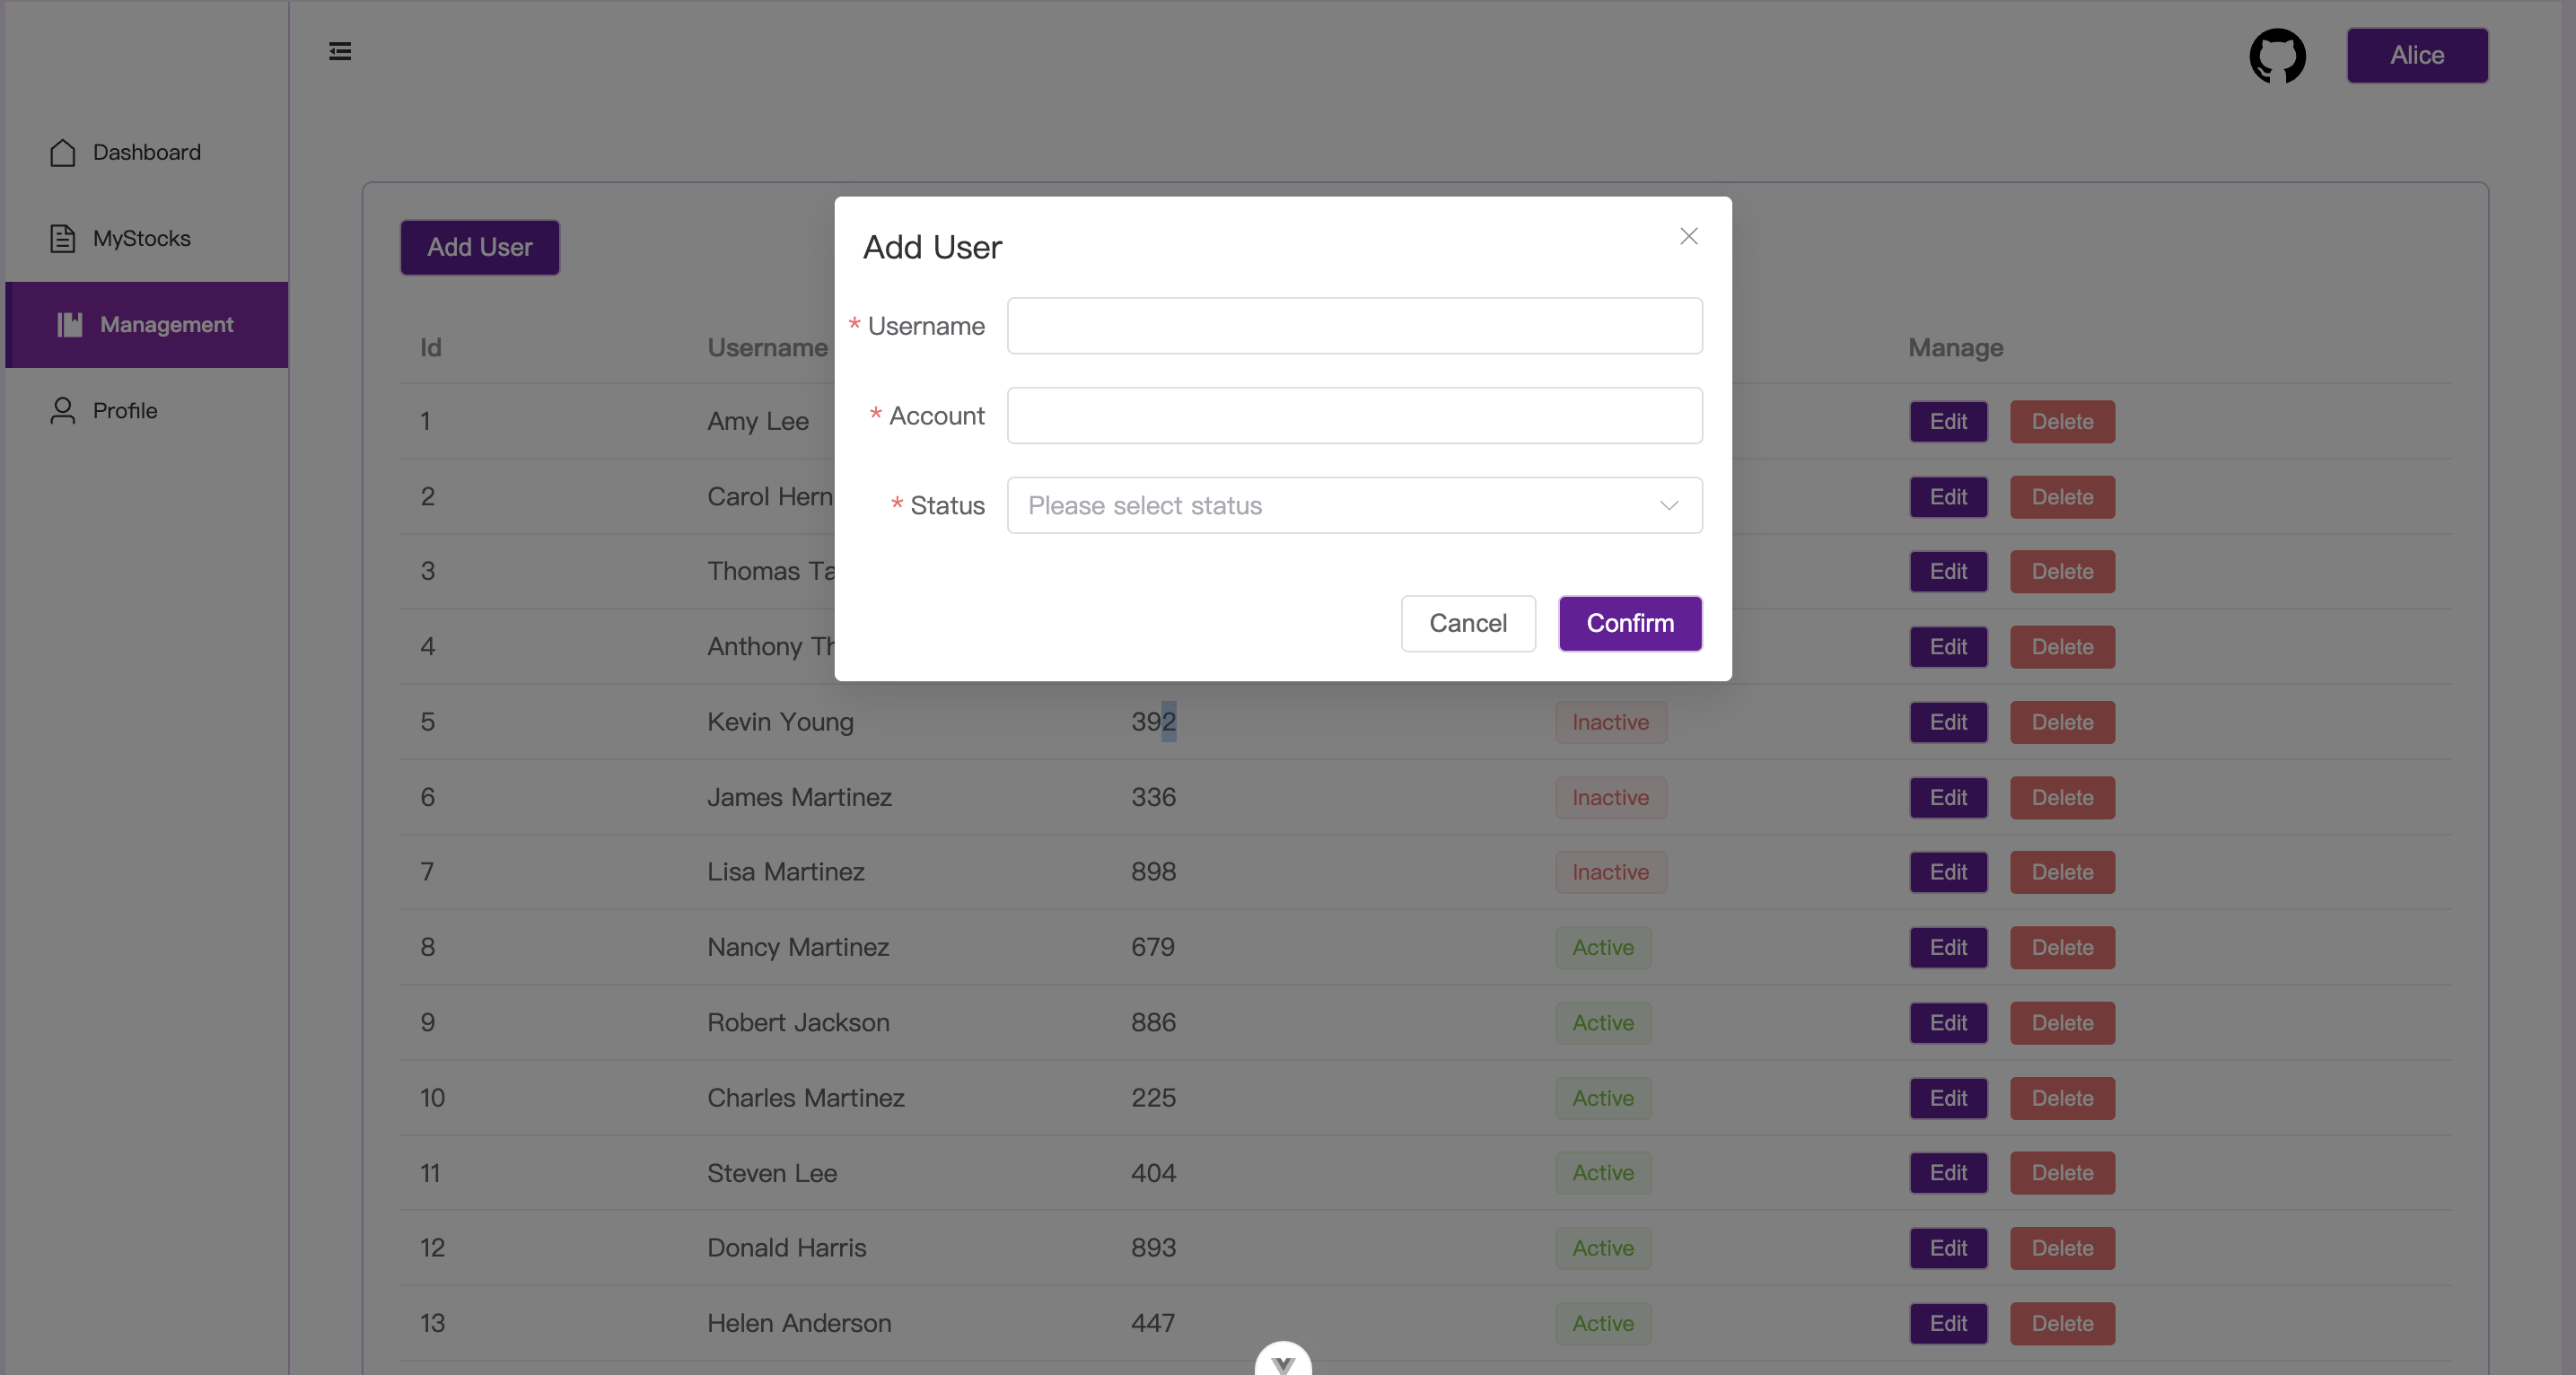 Alice
Dashboard
MyStocks
Management
Profile
Add User
Add User
* Username
* Account
* Status Please select status
Cancel Confirm
Id Username Manage
1 Amy Lee Edit Delete
2 Carol Hern Edit Delete
3 Thomas Ta Edit Delete
4 Anthony Th Edit Delete
5 Kevin Young 392 Inactive Edit Delete
6 James Martinez 336 Inactive Edit Delete
7 Lisa Martinez 898 Inactive Edit Delete
8 Nancy Martinez 679 Active Edit Delete
9 Robert Jackson 886 Active Edit Delete
10 Charles Martinez 225 Active Edit Delete
11 Steven Lee 404 Active Edit Delete
12 Donald Harris 893 Active Edit Delete
13 Helen Anderson 447 Active Edit Delete